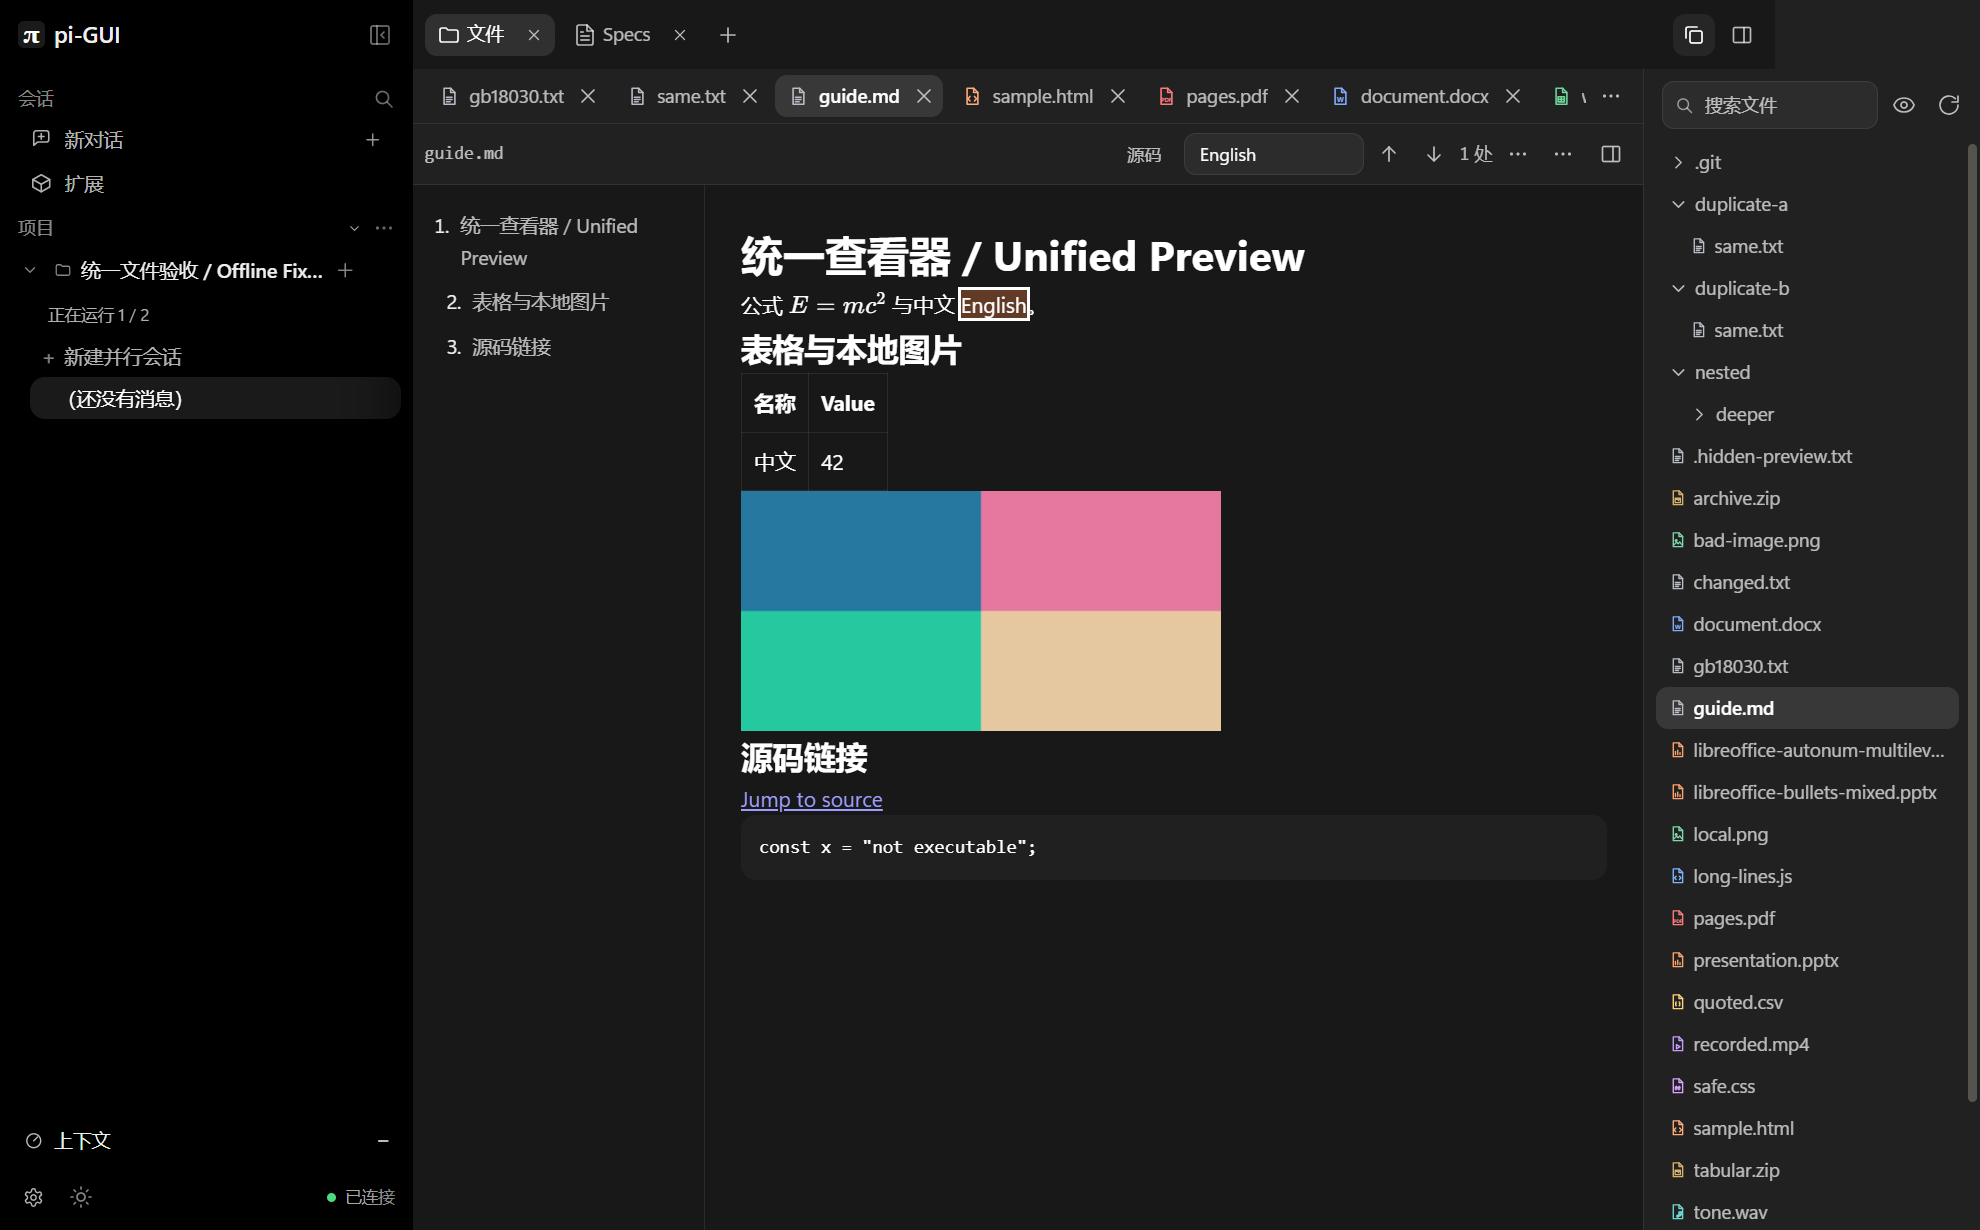 π pi-GUI
会话
新对话
扩展
项目
统一文件验收 / Offline Fix...
正在运行 1 / 2
+ 新建并行会话
(还没有消息)
上下文
已连接
文件
Specs
gb18030.txt
same.txt
guide.md
sample.html
pages.pdf
document.docx
guide.md
源码
English
1 处
1. 统一查看器 / Unified
Preview
2. 表格与本地图片
3. 源码链接
统一查看器 / Unified Preview
公式 E = mc² 与中文 English。
表格与本地图片
名称 Value
中文 42
源码链接
Jump to source
const x = "not executable";
搜索文件
.git
duplicate-a
same.txt
duplicate-b
same.txt
nested
deeper
.hidden-preview.txt
archive.zip
bad-image.png
changed.txt
document.docx
gb18030.txt
guide.md
libreoffice-autonum-multilev...
libreoffice-bullets-mixed.pptx
local.png
long-lines.js
pages.pdf
presentation.pptx
quoted.csv
recorded.mp4
safe.css
sample.html
tabular.zip
tone.wav